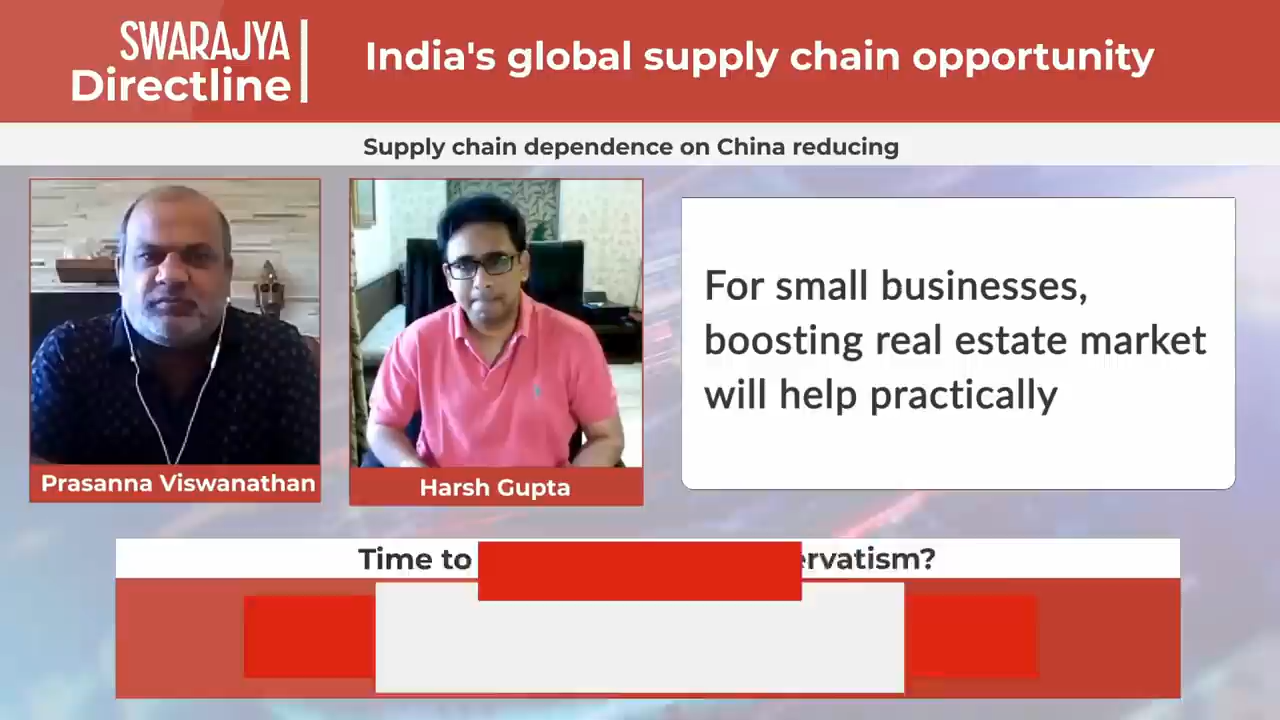 SWARAJYA
Directline
India's global supply chain opportunity
Supply chain dependence on China reducing
Prasanna Viswanathan
Harsh Gupta
For small businesses,
boosting real estate market
will help practically
Time to